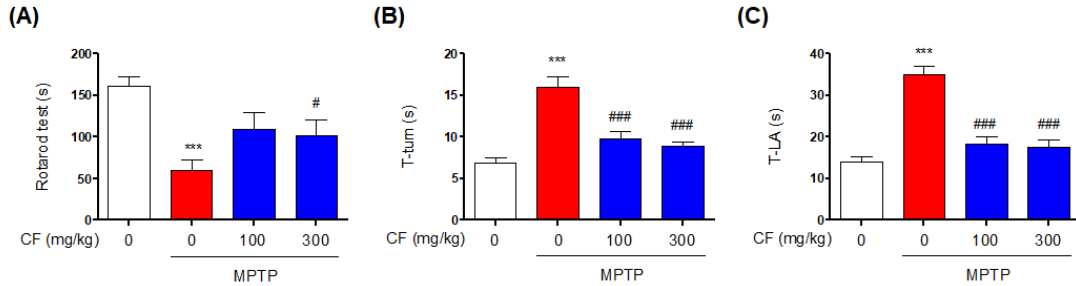 (A)
Rotarod test (s)
200
150
100
50
0
***
#
CF (mg/kg)
0 0 100 300
MPTP
(B)
T-turn (s)
20
15
10
5
0
***
###
###
CF (mg/kg)
0 0 100 300
MPTP
(C)
T-LA (s)
40
30
20
10
0
***
###
###
CF (mg/kg)
0 0 100 300
MPTP